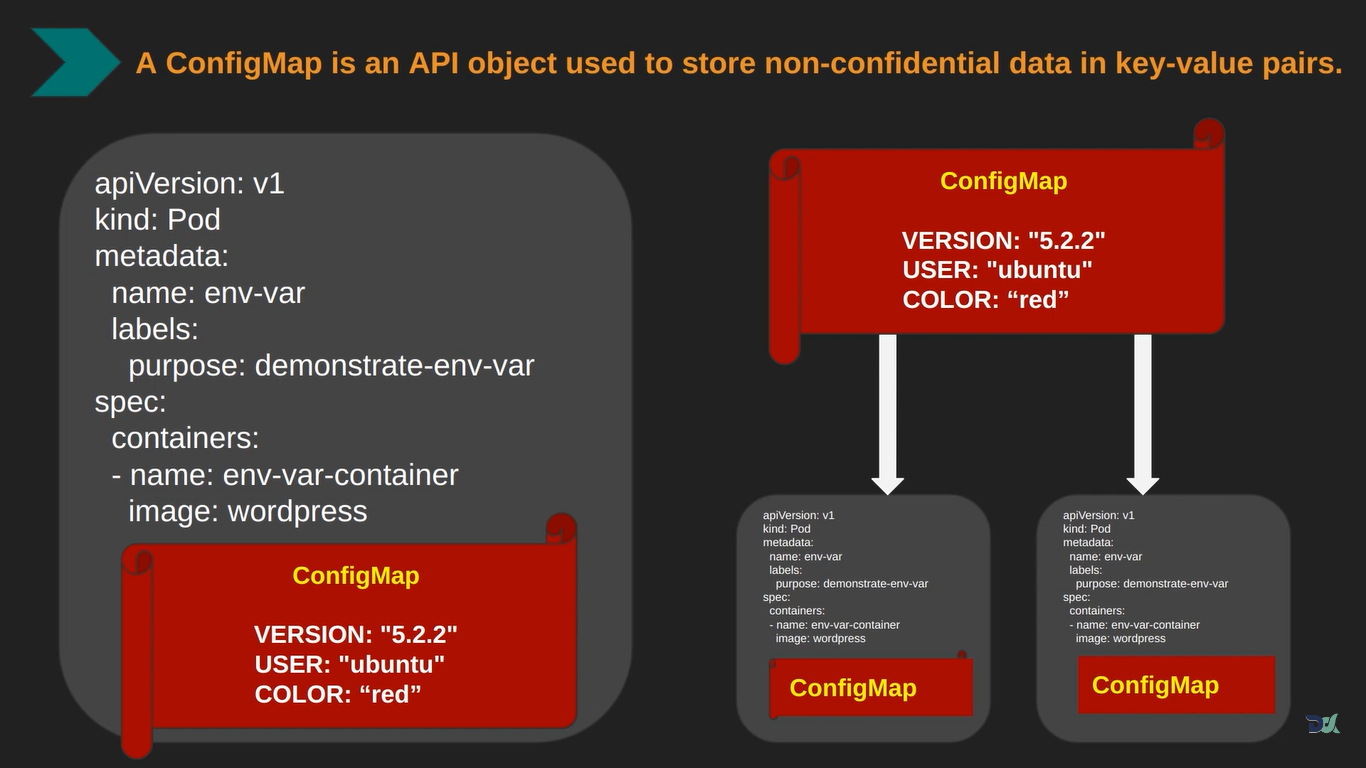 A ConfigMap is an API object used to store non-confidential data in key-value pairs.
apiVersion: v1
kind: Pod
metadata:
  name: env-var
  labels:
    purpose: demonstrate-env-var
spec:
  containers:
  - name: env-var-container
    image: wordpress
ConfigMap
VERSION: "5.2.2"
USER: "ubuntu"
COLOR: “red”
ConfigMap
VERSION: "5.2.2"
USER: "ubuntu"
COLOR: “red”
apiVersion: v1
kind: Pod
metadata:
  name: env-var
  labels:
    purpose: demonstrate-env-var
spec:
  containers:
  - name: env-var-container
    image: wordpress
ConfigMap
apiVersion: v1
kind: Pod
metadata:
  name: env-var
  labels:
    purpose: demonstrate-env-var
spec:
  containers:
  - name: env-var-container
    image: wordpress
ConfigMap